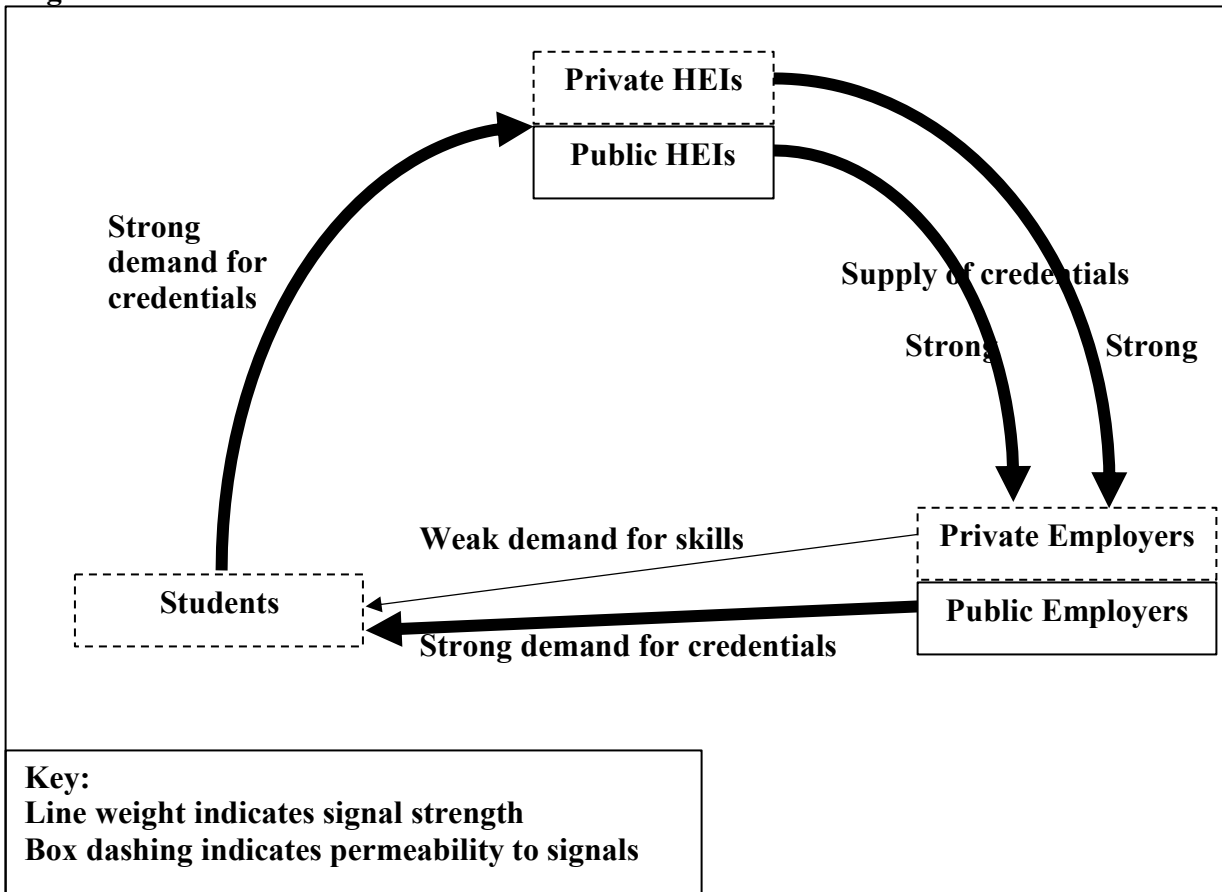 Private HEIs
Public HEIs
Strong
demand for
credentials
Supply of credentials
Strong
Strong
Weak demand for skills
Private Employers
Students
Public Employers
Strong demand for credentials
Key:
Line weight indicates signal strength
Box dashing indicates permeability to signals